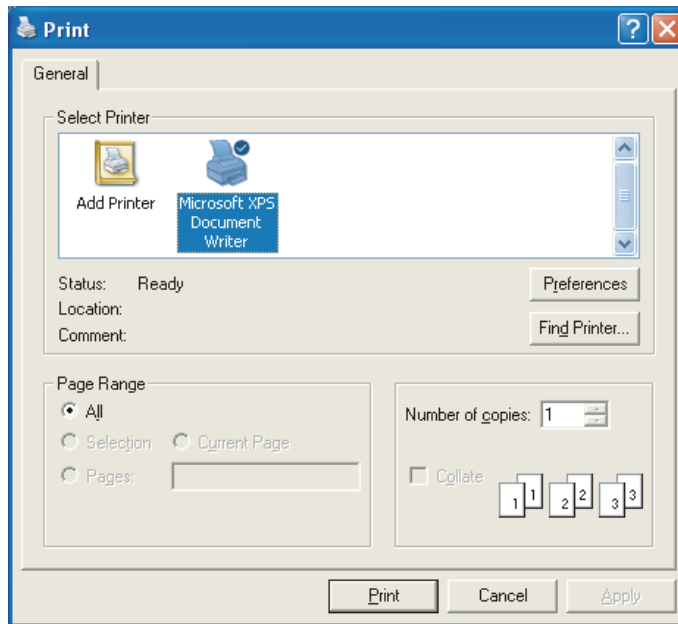 Print
General
Select Printer
Add Printer
Microsoft XPS
Document
Writer
Status: Ready
Location:
Comment:
Preferences
Find Printer...
Page Range
All
Selection Current Page
Pages:
Number of copies: 1
Collate
1 1 2 2 3 3
Print Cancel Apply